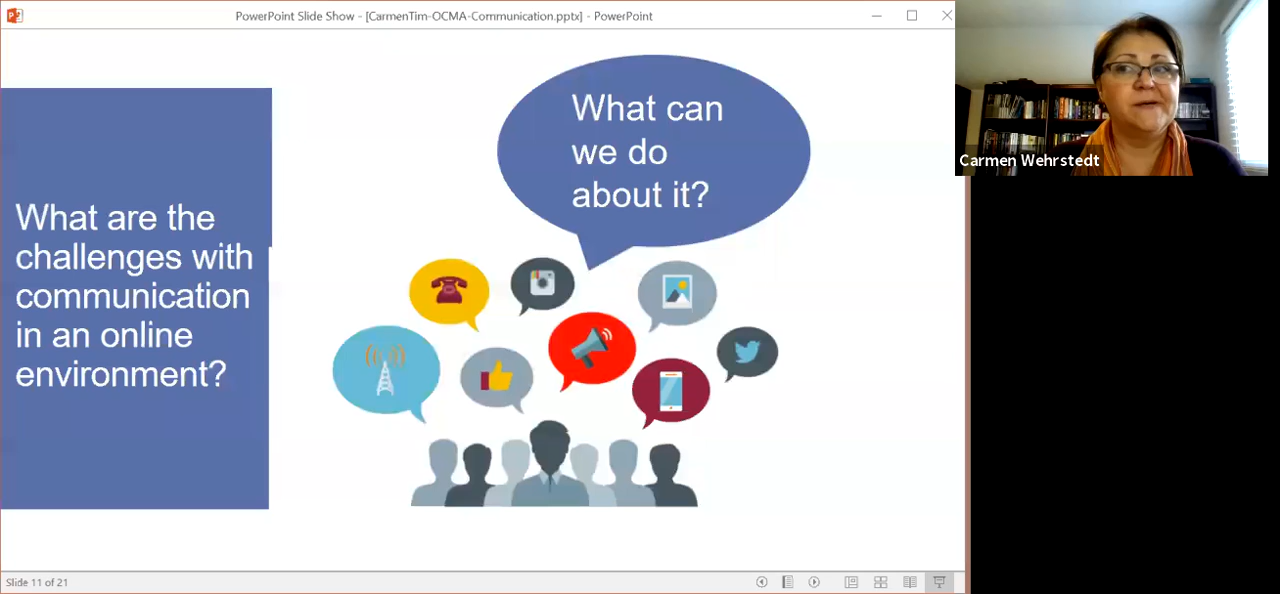 PowerPoint Slide Show - [CarmenTim-OCMA-Communication.pptx] - PowerPoint
What can
we do
about it?
What are the
challenges with
communication
in an online
environment?
Carmen Wehrstedt
Slide 11 of 21